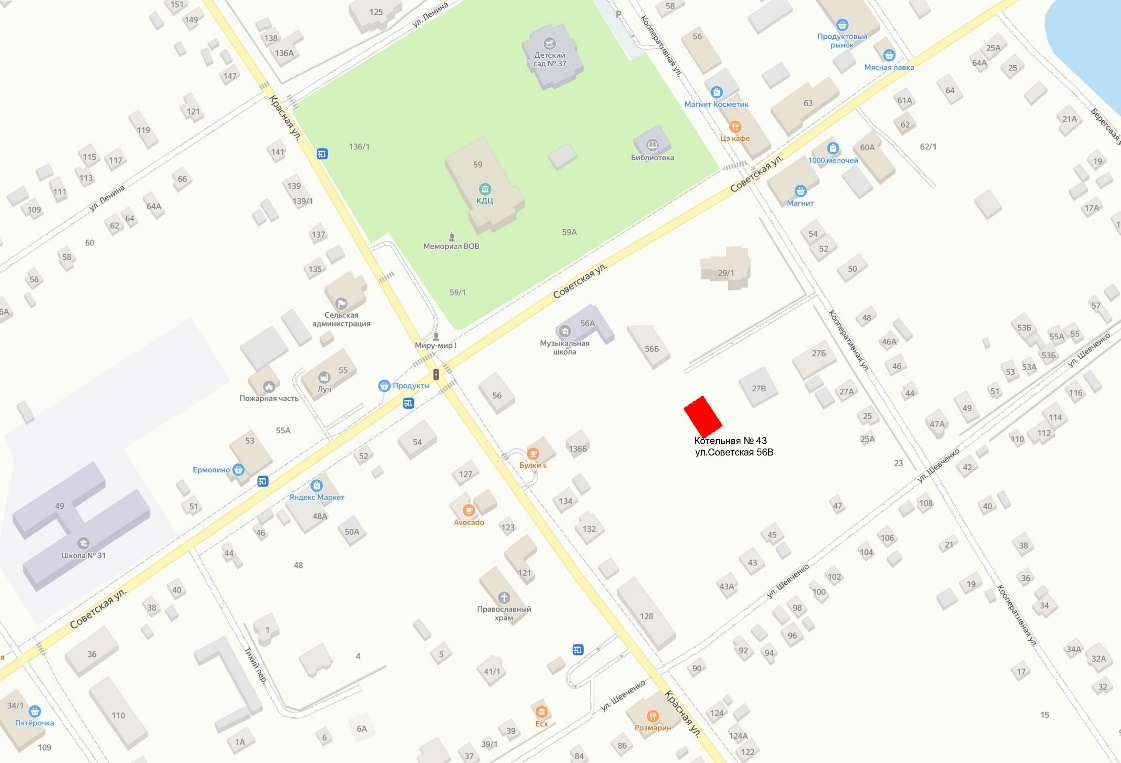 151
149
125
ул. Ленина
58
138
136А
147
Детский
сад № 37
P
Кооперативная ул.
56
Продуктовый
рынок
Мясная лавка
25А
64А
25
Красная ул.
121
119
Магнит Косметик
63
61А
64
62
Береговая у
21А
136/1
Цэ кафе
141
115
117
113
111
109
66
64А
64
62
60
58
56
6А
ул. Ленина
59
КДЦ
Библиотека
Советская ул.
1000 мелочей
60А
62/1
19
17А
Магнит
139
139/1
137
135
Мемориал ВОВ
59А
54
52
50
59/1
Советская ул.
29/1
Сельская
администрация
Миру-мир !
56А
Музыкальная
школа
56Б
Кооперативная ул.
48
46А
46
44
57
53Б
55А
55
53А
53Б
53
51
ул. Шевченко
55
Луч
Пожарная часть
Продукты
56
27Б
27В
27А
25
25А
23
49
47А
116
114
112
110
Котельная № 43
ул.Советская 56В
55А
53
Ермолино
54
52
Булки's
136Б
ул. Шевченко
42
40
Яндекс Маркет
127
Avocado
134
132
123
51
49
Школа № 31
48А
50А
46
44
48
47
45
43
43А
108
106
104
102
100
98
96
94
92
90
21
38
36
34
19
121
Православный
храм
ул. Шевченко
Кооперативная ул.
40
38
Советская ул.
36
1
Тихий пер.
4
5
41/1
128
34А
32А
32
17
15
34/1
Пятёрочка
109
110
1А
6
6А
ул. Шевченко
Есх
Розмарин
Красная ул.
39
39/1
37
84
86
124
124А
122